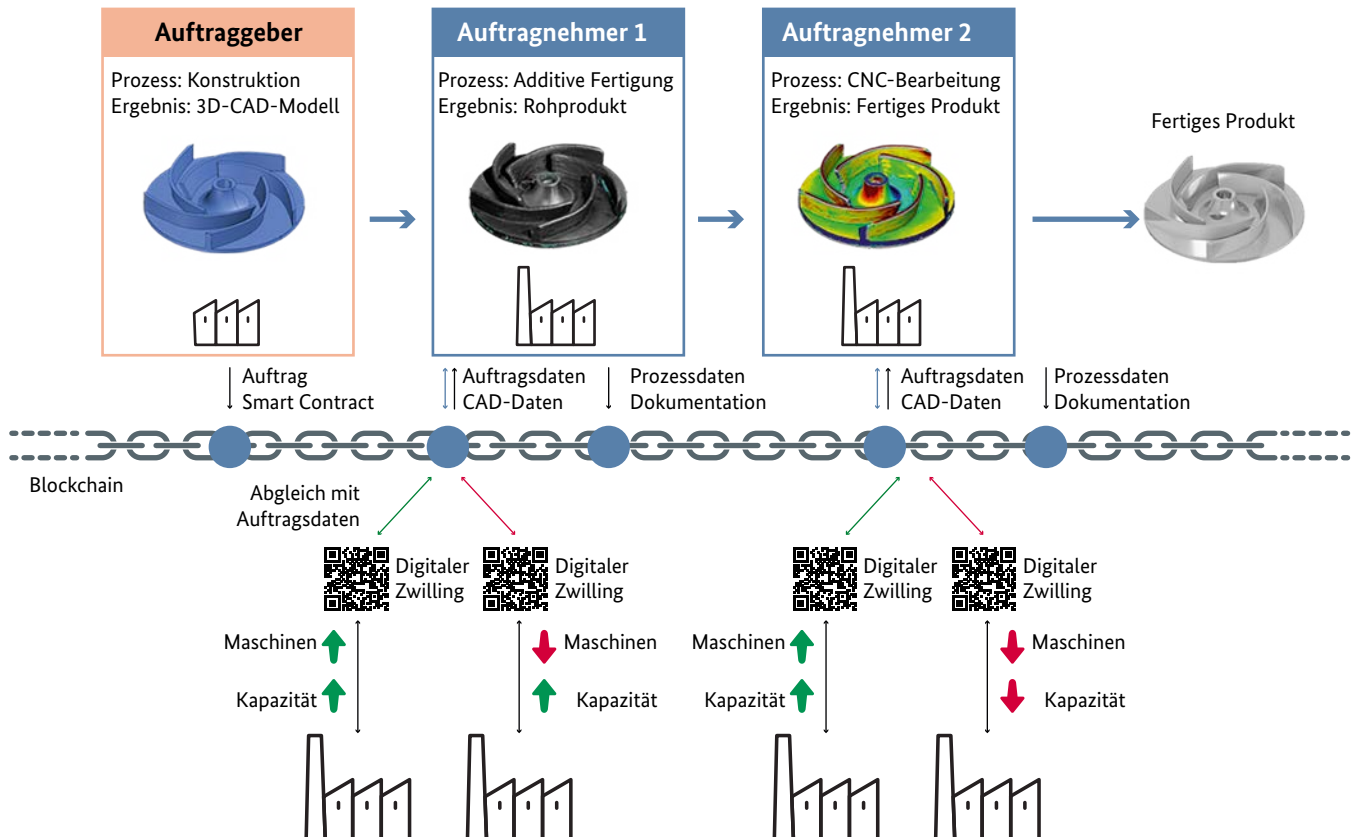 Auftraggeber
Prozess: Konstruktion
Ergebnis: 3D-CAD-Modell
Auftragnehmer 1
Prozess: Additive Fertigung
Ergebnis: Rohprodukt
Auftragnehmer 2
Prozess: CNC-Bearbeitung
Ergebnis: Fertiges Produkt
Fertiges Produkt
Auftrag
Smart Contract
Auftragsdaten
CAD-Daten
Prozessdaten
Dokumentation
Auftragsdaten
CAD-Daten
Prozessdaten
Dokumentation
Blockchain
Abgleich mit
Auftragsdaten
Digitaler
Zwilling
Digitaler
Zwilling
Digitaler
Zwilling
Digitaler
Zwilling
Maschinen
Maschinen
Maschinen
Maschinen
Kapazität
Kapazität
Kapazität
Kapazität